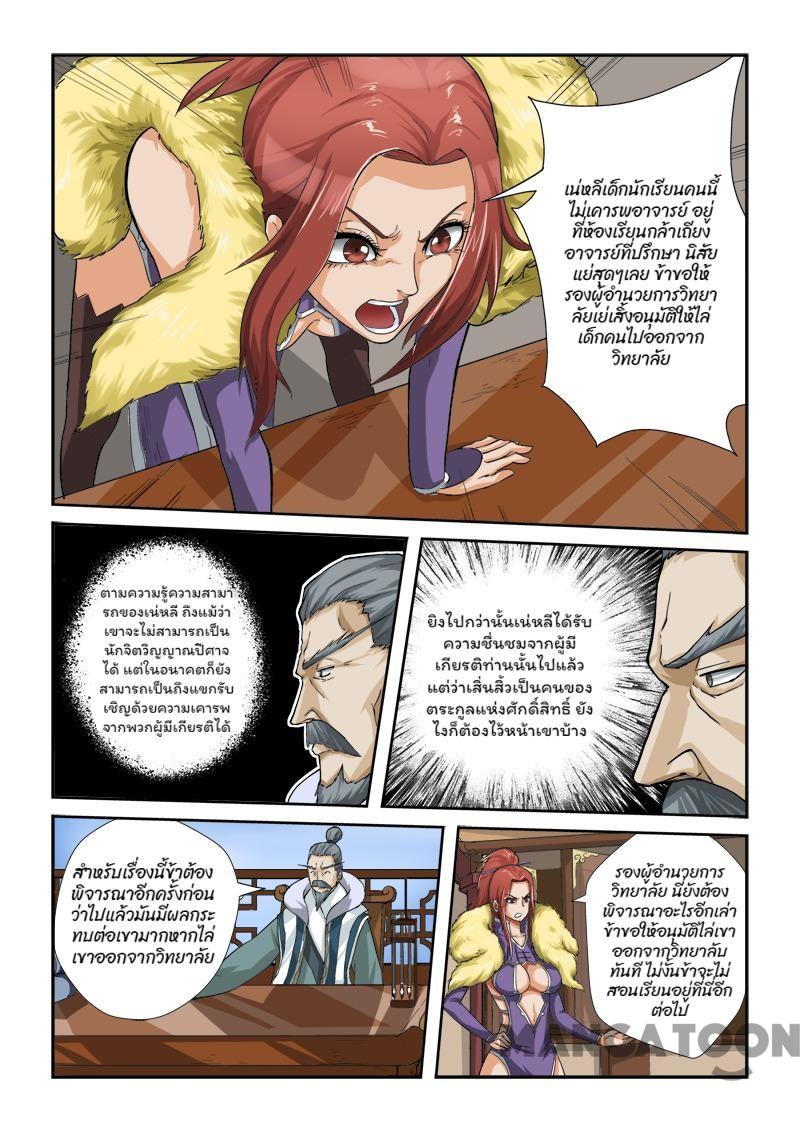 เน่หลีเด็กนักเรียนคนนี้
ไม่เคารพอาจารย์ อยู่
ที่ห้องเรียนกล้าเถียง
อาจารย์ที่ปรึกษา นิสัย
แย่สุดๆเลย ข้าขอให้
รองผู้อำนวยการวิทยา
ลัยเย่เสิ้งอนุมัติให้ไล่
เด็กคนไปออกจาก
วิทยาลัย
ตามความรู้ความสามา
รถของเน่หลี ถึงแม้ว่า
เขาจะไม่สามารถเป็น
นักจิตวิญญาณปีศาจ
ได้ แต่ในอนาคตก็ยัง
สามารถเป็นถึงแขกรับ
เชิญด้วยความเคารพ
จากพวกผู้มีเกียรติได้
ยิงไปกว่านั้นเน่หลีได้รับ
ความชื่นชมจากผู้มี
เกียรติท่านนั้นไปแล้ว
แต่ว่าเสิ่นสิ้วเป็นคนของ
ตระกูลแห่งศักดิ์สิทธิ์ ยัง
ไงก็ต้องไว้หน้าเขาบ้าง
สำหรับเรื่องนี้ข้าต้อง
พิจารณาอีกครั้งก่อน
ว่าไปแล้วมันมีผลกระ
ทบต่อเขามากหากไล่
เขาออกจากวิทยาลัย
รองผู้อำนวยการ
วิทยาลัย นี่ยังต้อง
พิจารณาอะไรอีกเล่า
ข้าขอให้อนุมัติไล่เขา
ออกจากวิทยาลับ
ทันที ไม่งั้นข้าจะไม่
สอนเรียนอยู่ที่นี่อีก
ต่อไป
MANGATOON